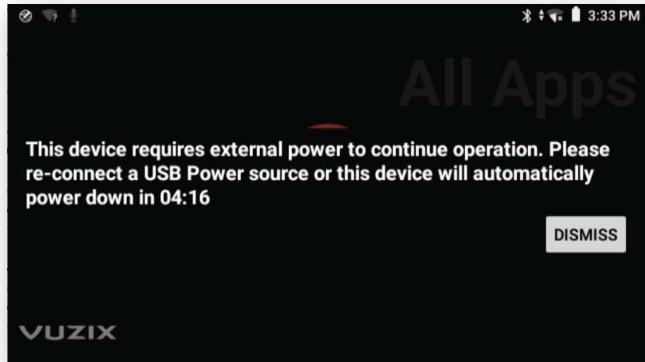 3:33 PM
All Apps
This device requires external power to continue operation. Please
re-connect a USB Power source or this device will automatically
power down in 04:16
DISMISS
VUZIX